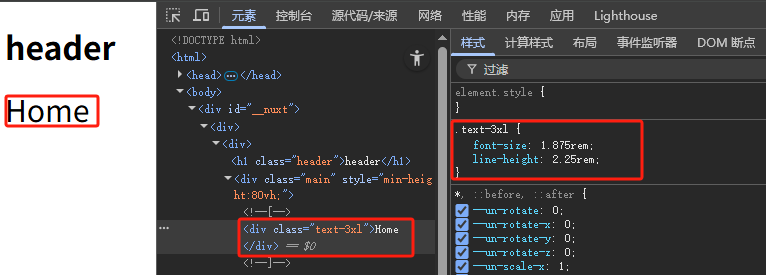 header
Home
元素 控制台 源代码/来源 网络 性能 内存 应用 Lighthouse
<!DOCTYPE html>
<html>
<head> ⋯ </head>
<body>
<div id="__nuxt">
<div>
<div>
<h1 class="header">header</h1>
<div class="main" style="min-heig
ht:80vh;">
<!--[-->
<div class="text-3xl">Home
</div> == $0
<!--]-->
样式 计算样式 布局 事件监听器 DOM 断点
过滤
element.style {
}
.text-3xl {
font-size: 1.875rem;
line-height: 2.25rem;
}
*, ::before, ::after {
--un-rotate: 0;
--un-rotate-x: 0;
--un-rotate-y: 0;
--un-rotate-z: 0;
--un-scale-x: 1;